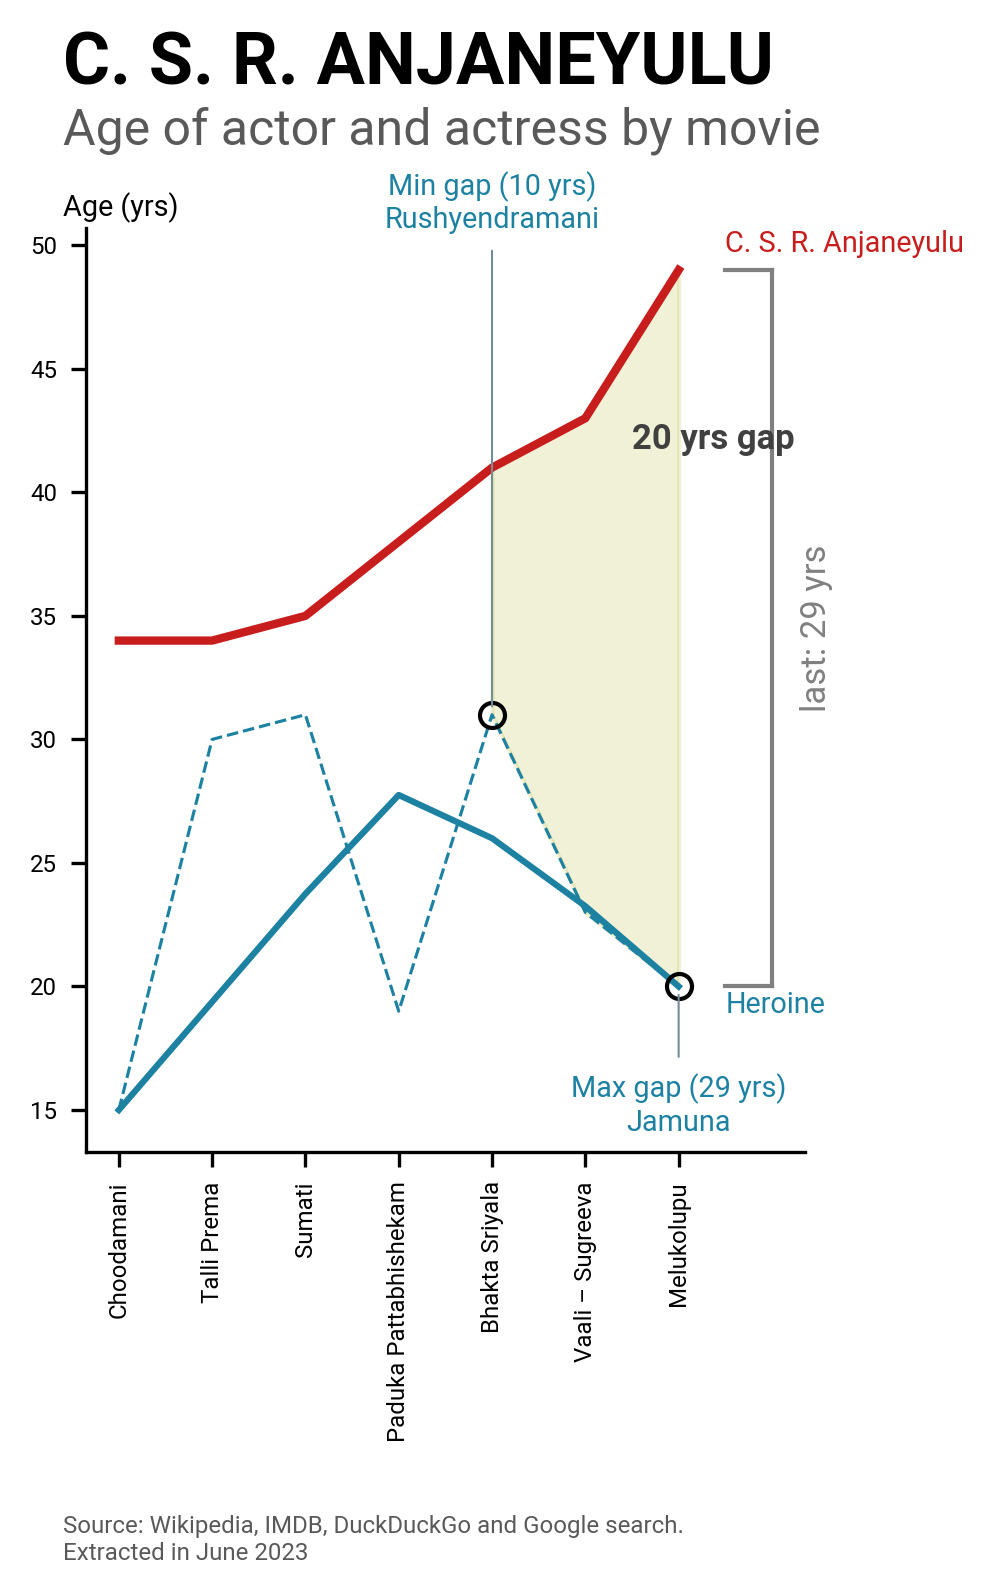 C. S. R. ANJANEYULU
Age of actor and actress by movie
Min gap (10 yrs)
Rushyendramani
Age (yrs)
C. S. R. Anjaneyulu
50
45
40
35
30
25
20
15
20 yrs gap
last: 29 yrs
Heroine
Max gap (29 yrs)
Jamuna
Choodamani
Talli Prema
Sumati
Paduka Pattabhishekam
Bhakta Sriyala
Vaali – Sugreeva
Melukolupu
Source: Wikipedia, IMDB, DuckDuckGo and Google search.
Extracted in June 2023